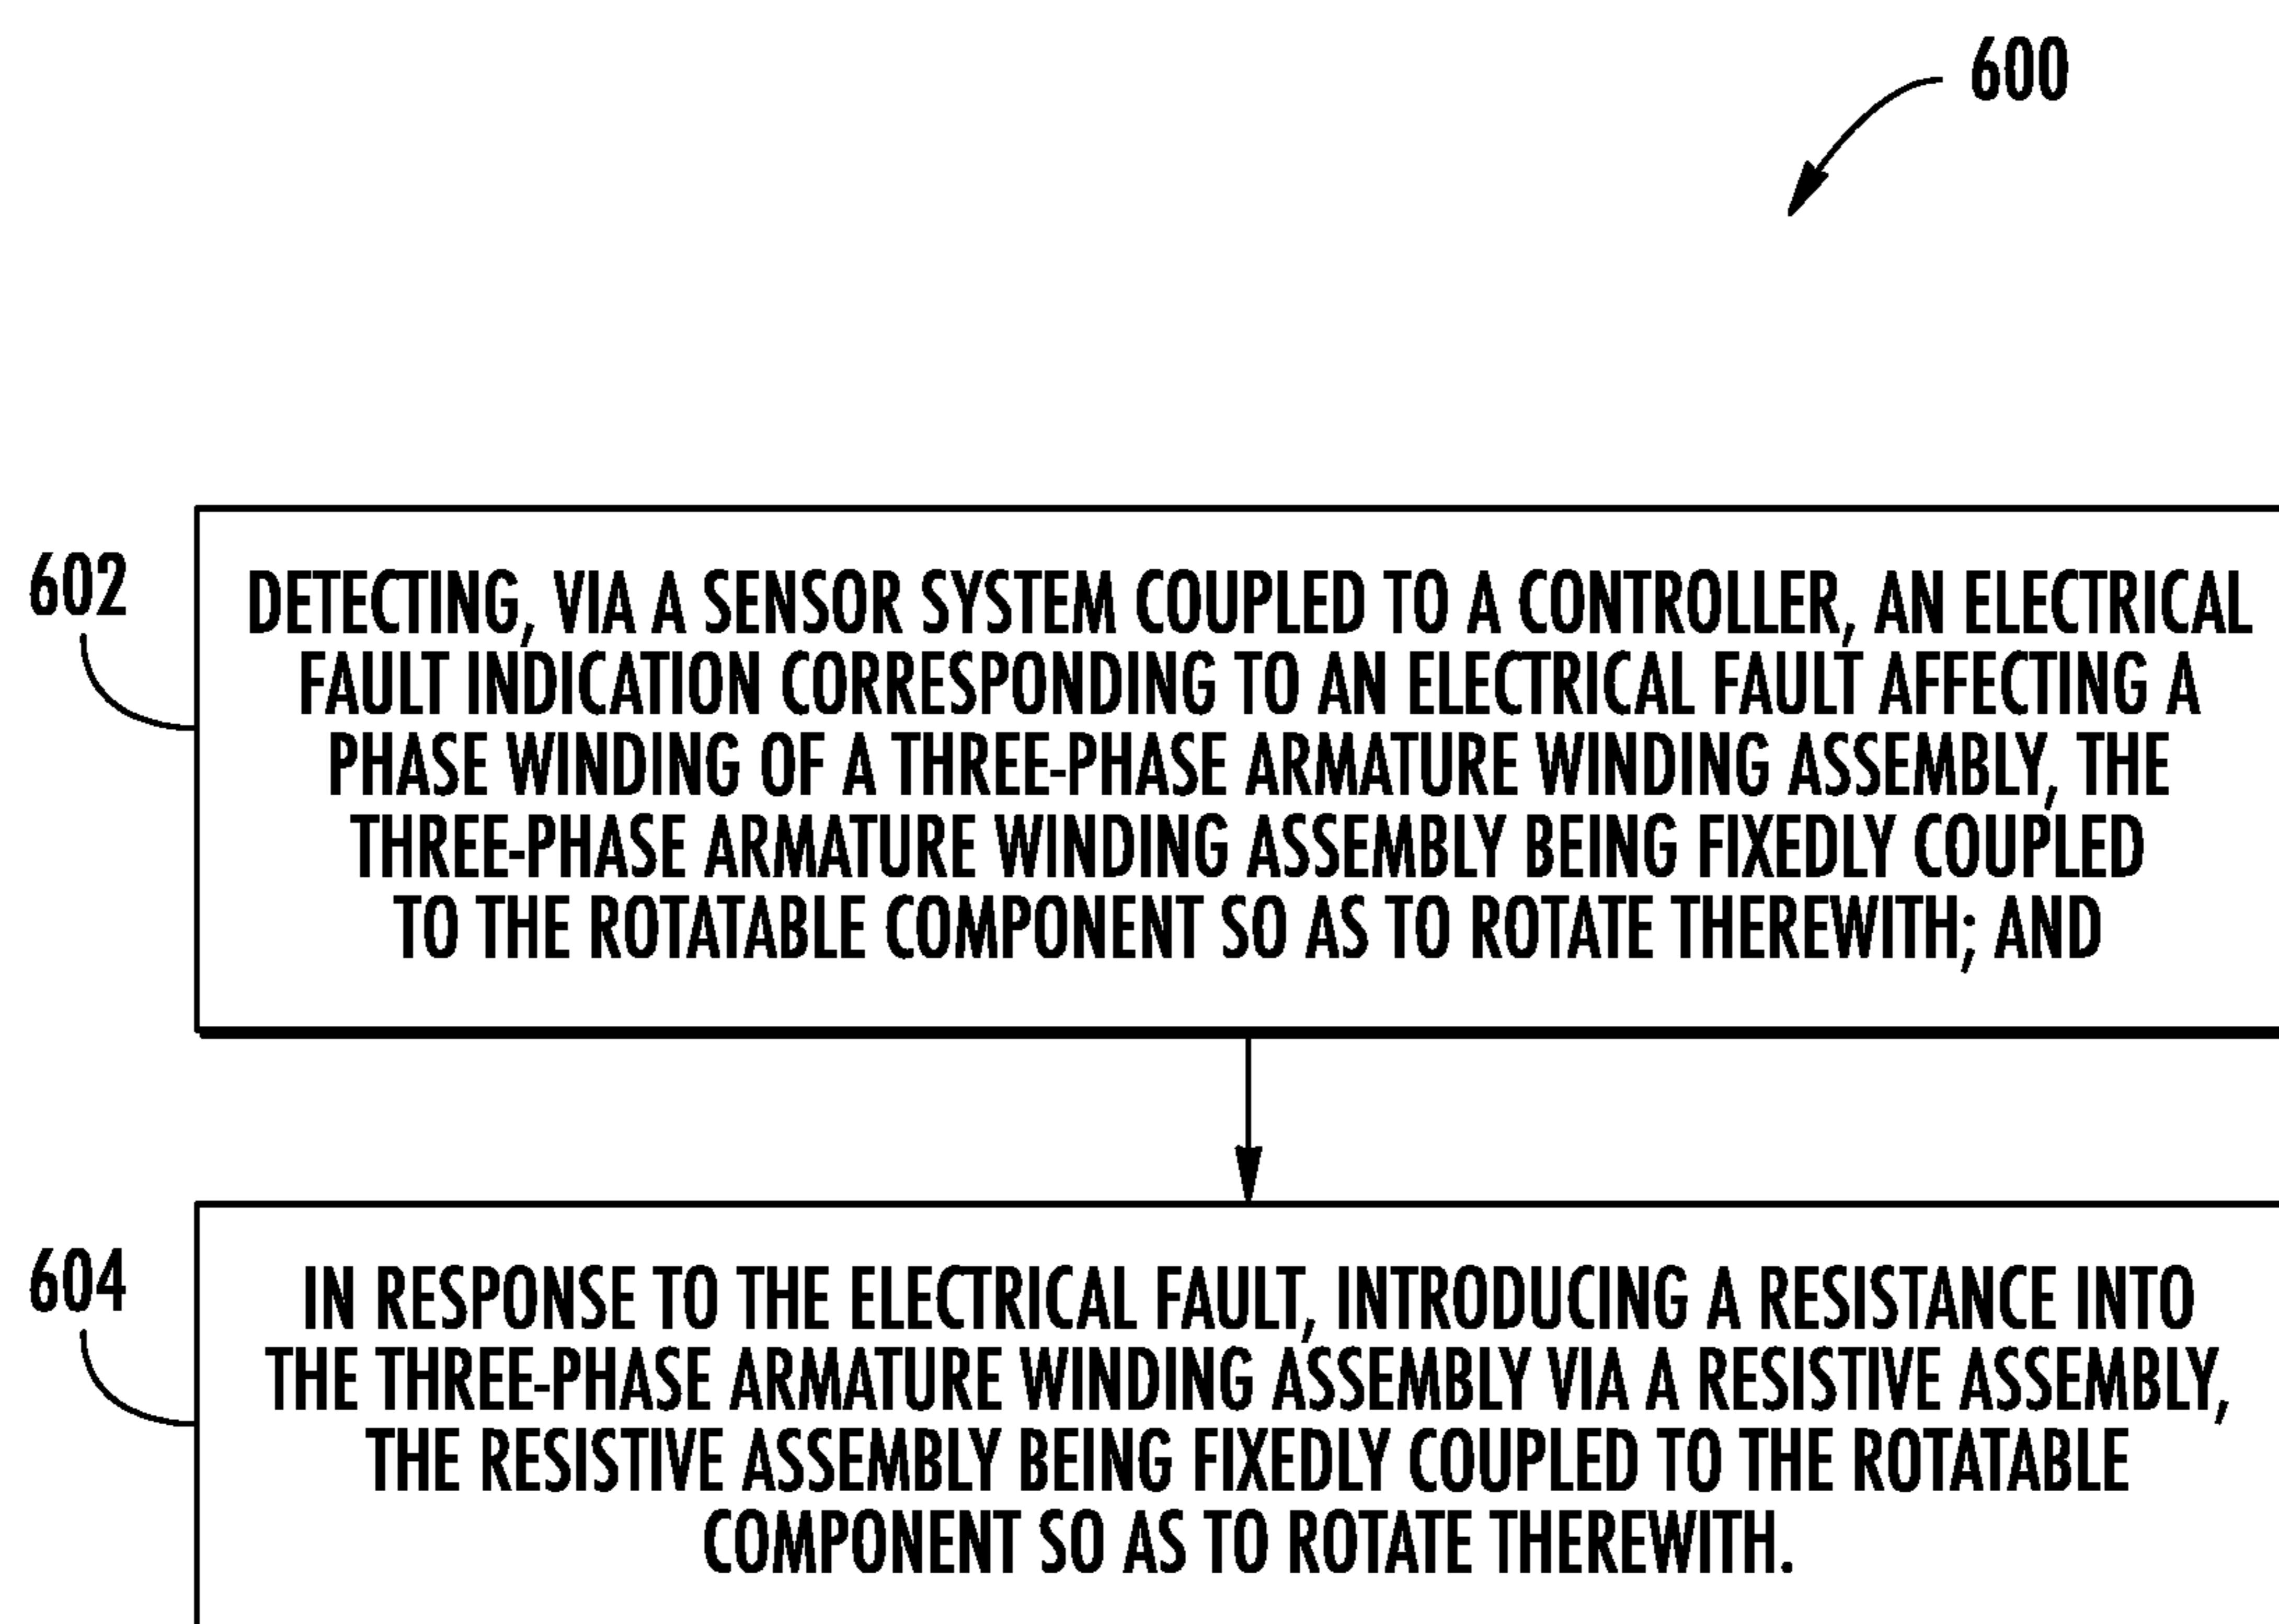 600
602
DETECTING, VIA A SENSOR SYSTEM COUPLED TO A CONTROLLER, AN ELECTRICAL
FAULT INDICATION CORRESPONDING TO AN ELECTRICAL FAULT AFFECTING A
PHASE WINDING OF A THREE-PHASE ARMATURE WINDING ASSEMBLY, THE
THREE-PHASE ARMATURE WINDING ASSEMBLY BEING FIXEDLY COUPLED
TO THE ROTATABLE COMPONENT SO AS TO ROTATE THEREWITH; AND
604
IN RESPONSE TO THE ELECTRICAL FAULT, INTRODUCING A RESISTANCE INTO
THE THREE-PHASE ARMATURE WINDING ASSEMBLY VIA A RESISTIVE ASSEMBLY,
THE RESISTIVE ASSEMBLY BEING FIXEDLY COUPLED TO THE ROTATABLE
COMPONENT SO AS TO ROTATE THEREWITH.